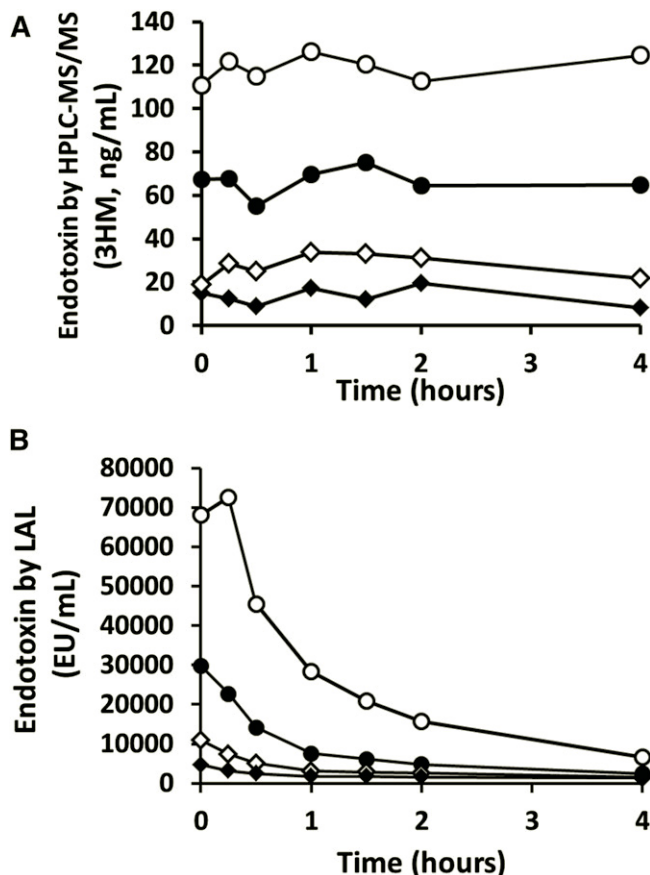 A
Endotoxin by HPLC-MS/MS
(3HM, ng/mL)
140
120
100
80
60
40
20
0
0 1 2 3 4
Time (hours)
B
Endotoxin by LAL
(EU/mL)
80000
70000
60000
50000
40000
30000
20000
10000
0
0 1 2 3 4
Time (hours)